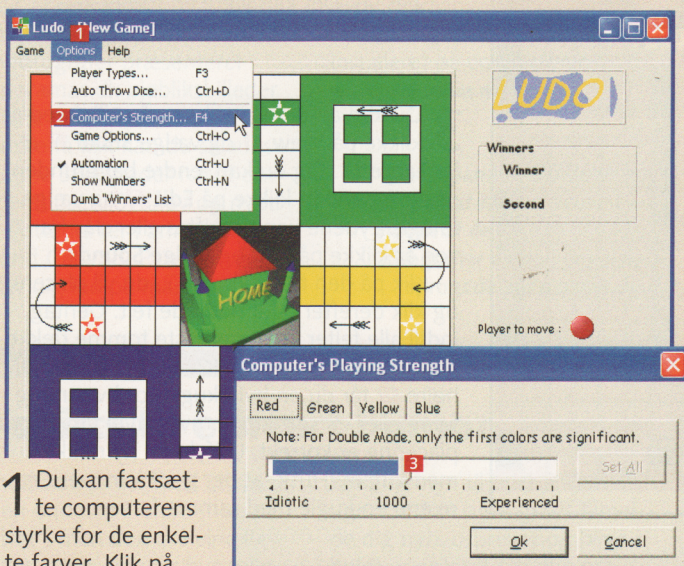 Ludo [New Game]
1
Game Options Help
Player Types... F3
Auto Throw Dice... Ctrl+D
2 Computer's Strength... F4
Game Options... Ctrl+O
Automation Ctrl+U
Show Numbers Ctrl+N
Dumb "Winners" List
LUDO
Winners
Winner
Second
HOME
Player to move :
Computer's Playing Strength
Red Green Yellow Blue
Note: For Double Mode, only the first colors are significant.
3
Set All
Idiotic 1000 Experienced
Ok Cancel
1 Du kan fastsæt-
te computerens
styrke for de enkel-
te farver. Klik på